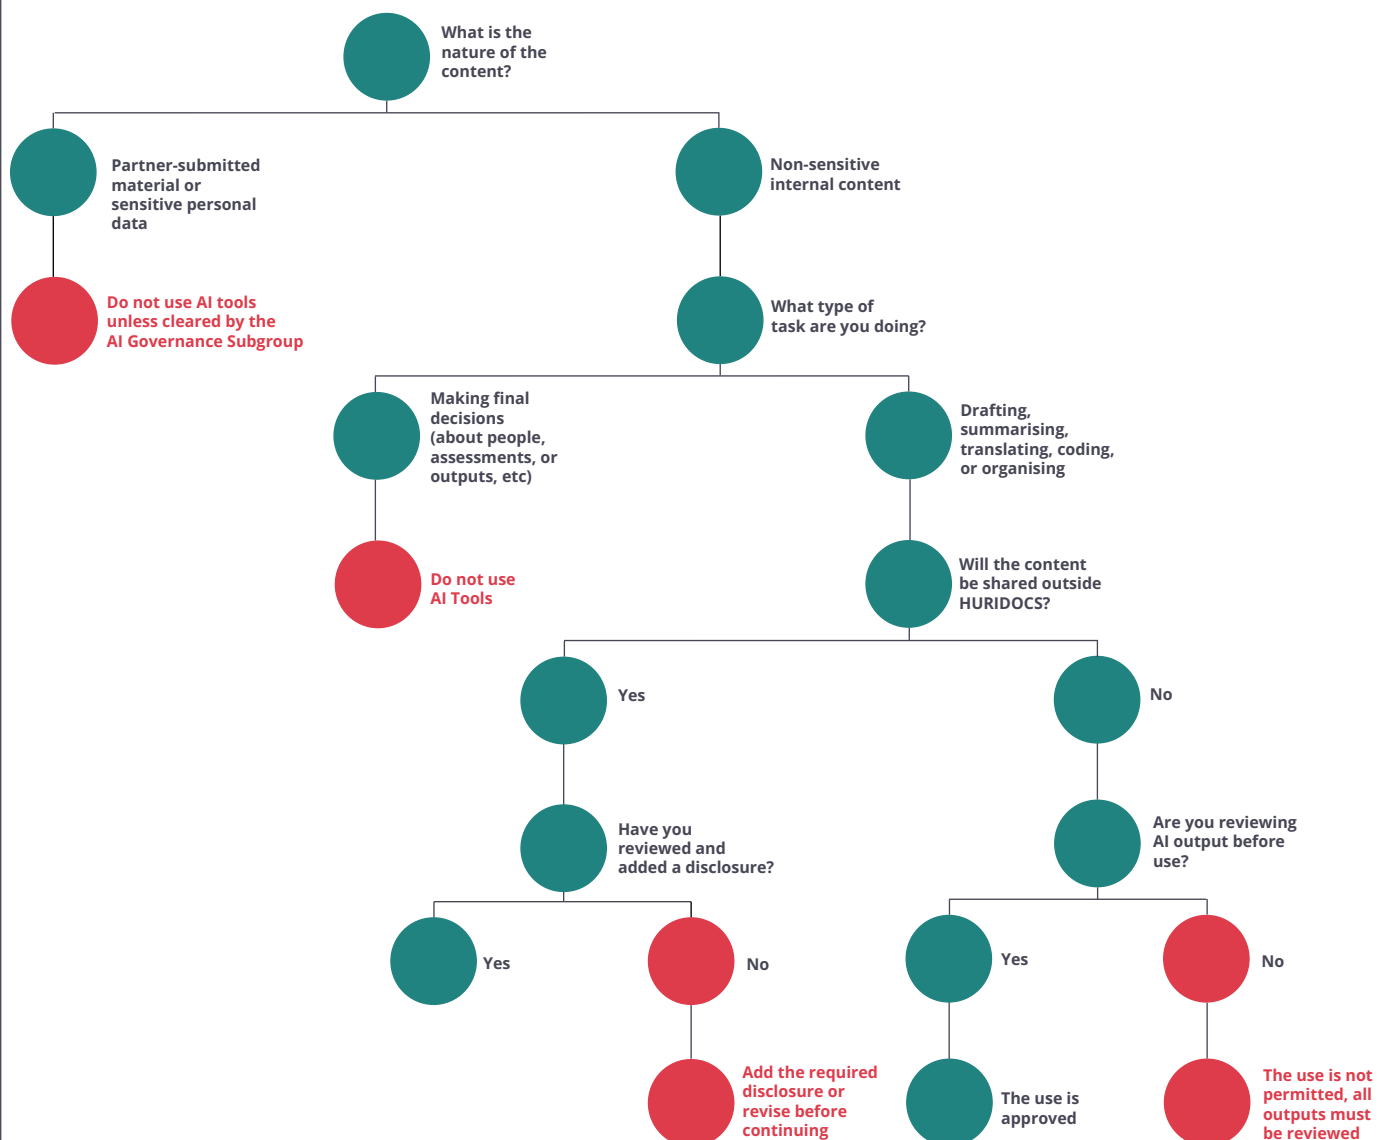 What is the
nature of the
content?
Partner-submitted
material or
sensitive personal
data
Non-sensitive
internal content
Do not use AI tools
unless cleared by the
AI Governance Subgroup
What type of
task are you doing?
Making final
decisions
(about people,
assessments, or
outputs, etc)
Drafting,
summarising,
translating, coding,
or organising
Do not use
AI Tools
Will the content
be shared outside
HURIDOCS?
Yes
No
Have you
reviewed and
added a disclosure?
Are you reviewing
AI output before
use?
Yes
No
Yes
No
Add the required
disclosure or
revise before
continuing
The use is
approved
The use is not
permitted, all
outputs must
be reviewed